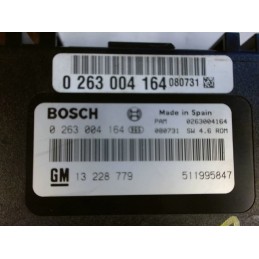 0 263 004 164 080731
BOSCH
Made in Spain
0 263 004 164
PAM 0263004164
080731 SW 4.6 ROM
GM 13 228 779
511995847